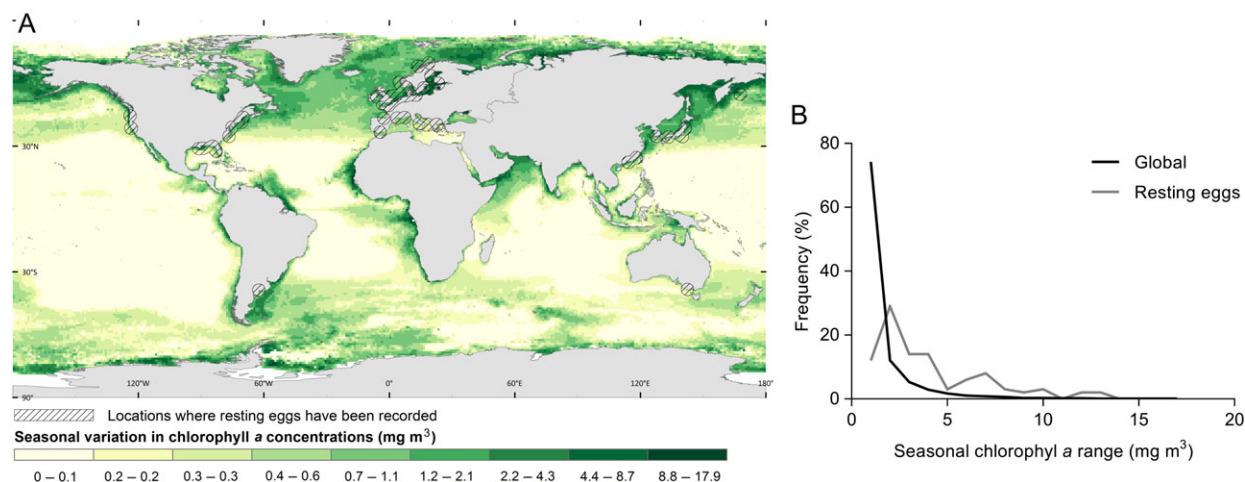 A
30°N
30°S
120°W
60°W
0°
60°E
120°E
180°
90°
Locations where resting eggs have been recorded
Seasonal variation in chlorophyll a concentrations (mg m³)
0 – 0.1
0.2 – 0.2
0.3 – 0.3
0.4 – 0.6
0.7 – 1.1
1.2 – 2.1
2.2 – 4.3
4.4 – 8.7
8.8 – 17.9
B
80
60
40
20
0
Frequency (%)
Global
Resting eggs
0
5
10
15
20
Seasonal chlorophyll a range (mg m³)